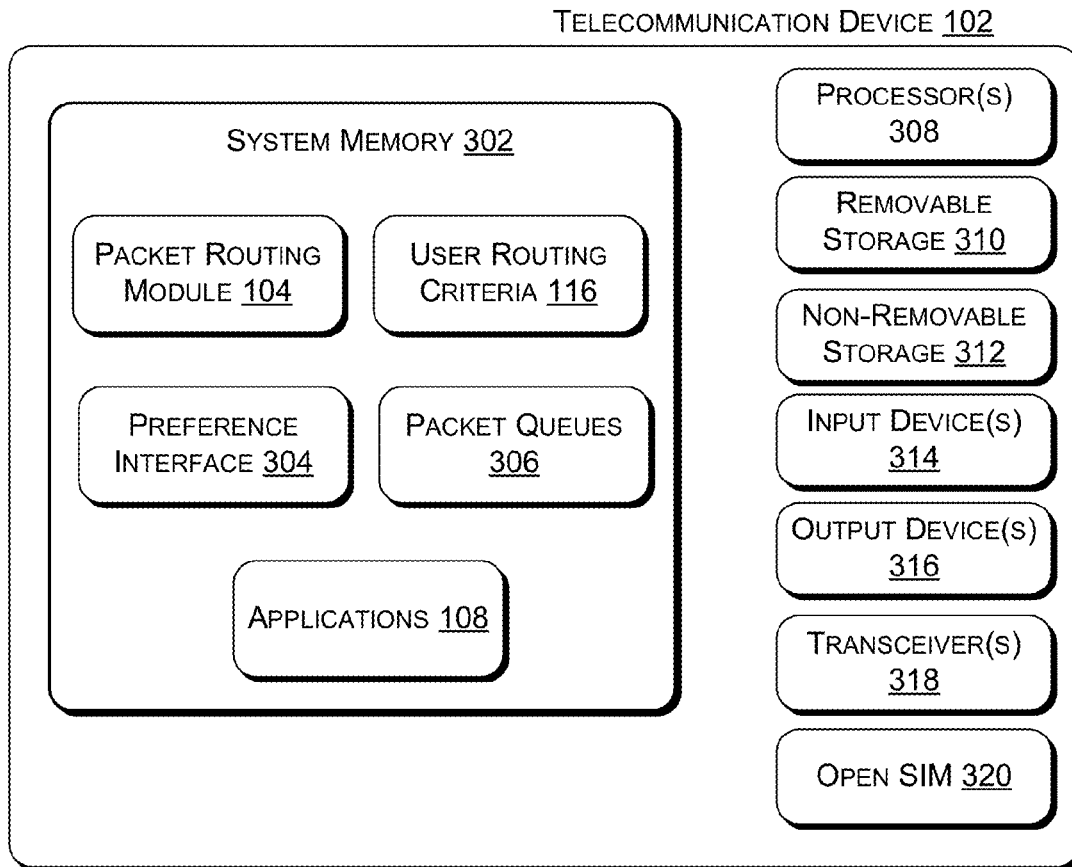 TELECOMMUNICATION DEVICE 102
SYSTEM MEMORY 302
PACKET ROUTING
MODULE 104
USER ROUTING
CRITERIA 116
PREFERENCE
INTERFACE 304
PACKET QUEUES
306
APPLICATIONS 108
PROCESSOR(S)
308
REMOVABLE
STORAGE 310
NON-REMOVABLE
STORAGE 312
INPUT DEVICE(S)
314
OUTPUT DEVICE(S)
316
TRANSCEIVER(S)
318
OPEN SIM 320